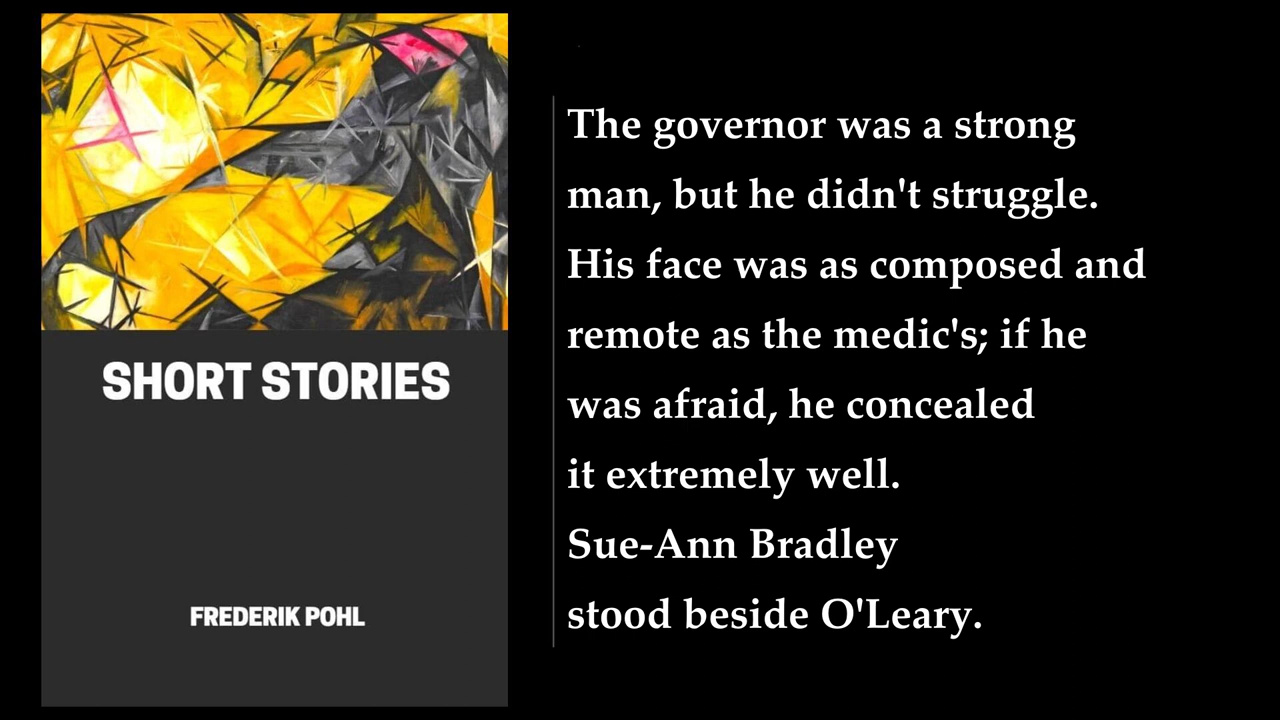 SHORT STORIES
FREDERIK POHL
The governor was a strong
man, but he didn't struggle.
His face was as composed and
remote as the medic's; if he
was afraid, he concealed
it extremely well.
Sue-Ann Bradley
stood beside O'Leary.